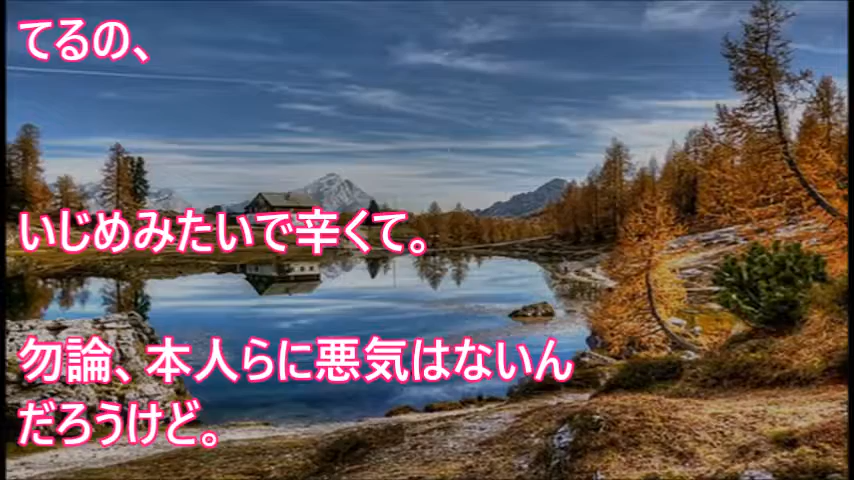 てるの、
いじめみたいで辛くて。
勿論、本人らに悪気はないん
だろうけど。